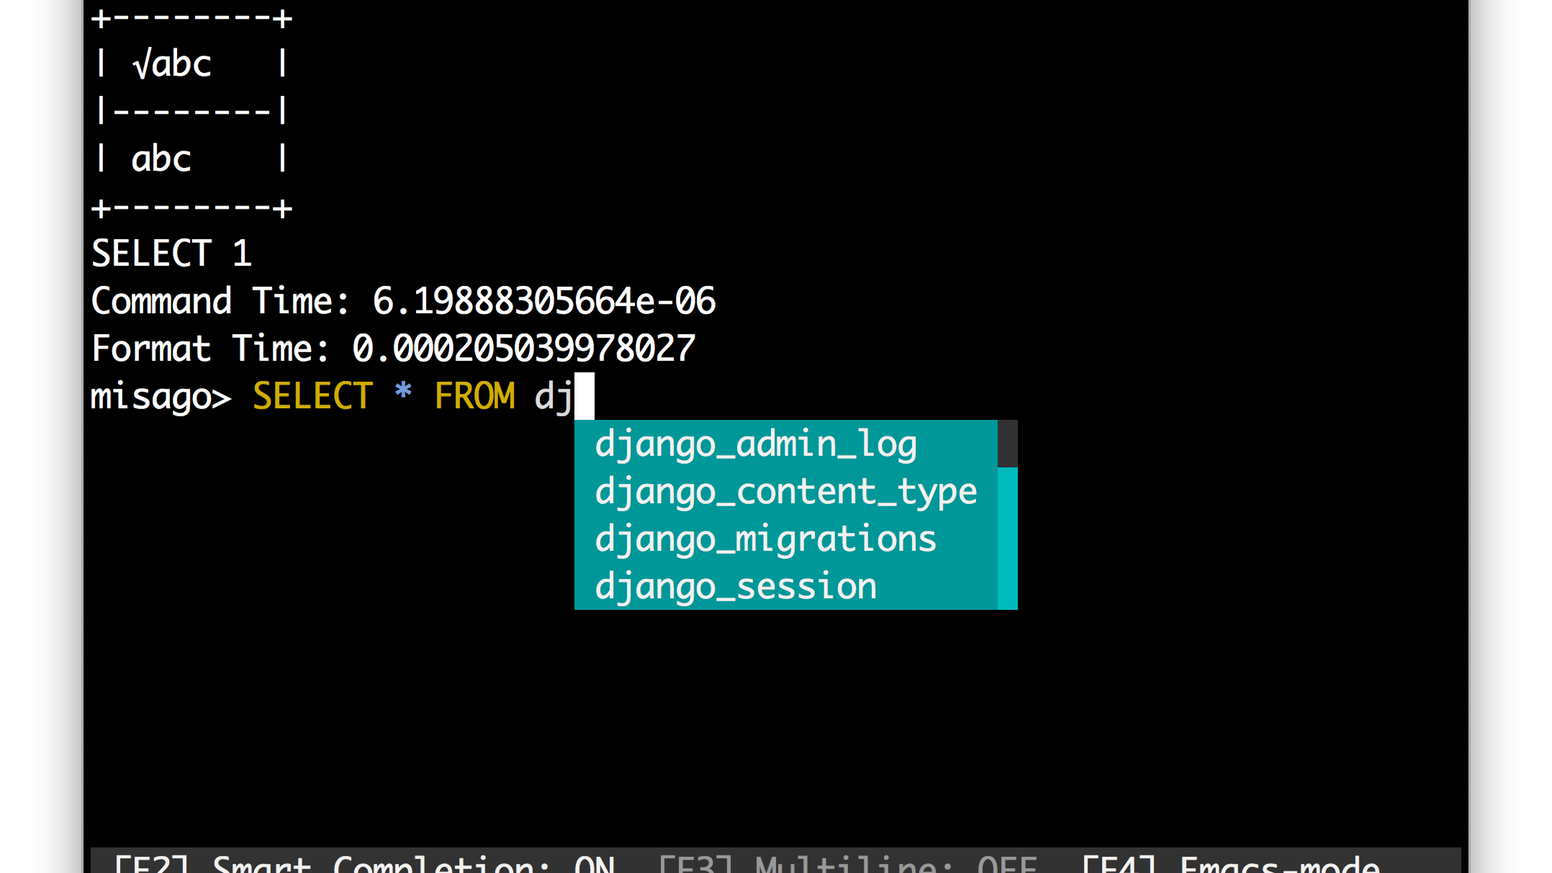 +--------+
| √abc   |
|--------|
| abc    |
+--------+
SELECT 1
Command Time: 6.19888305664e-06
Format Time: 0.000205039978027
misago> SELECT * FROM dj
django_admin_log
django_content_type
django_migrations
django_session
[F2] Smart Completion: ON  [F3] Multiline: OFF  [F4] Emacs-mode